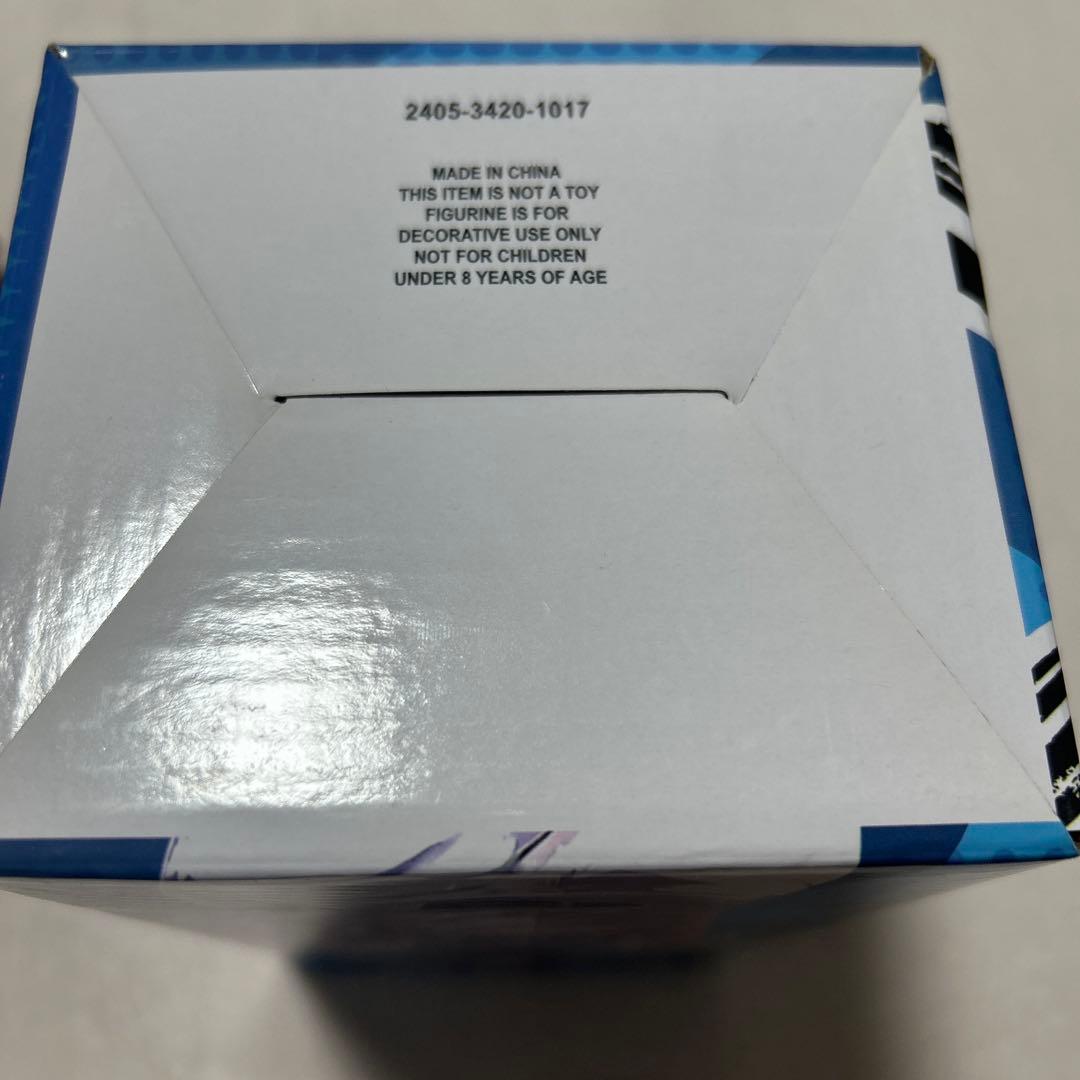 2405-3420-1017
MADE IN CHINA
THIS ITEM IS NOT A TOY
FIGURINE IS FOR
DECORATIVE USE ONLY
NOT FOR CHILDREN
UNDER 8 YEARS OF AGE